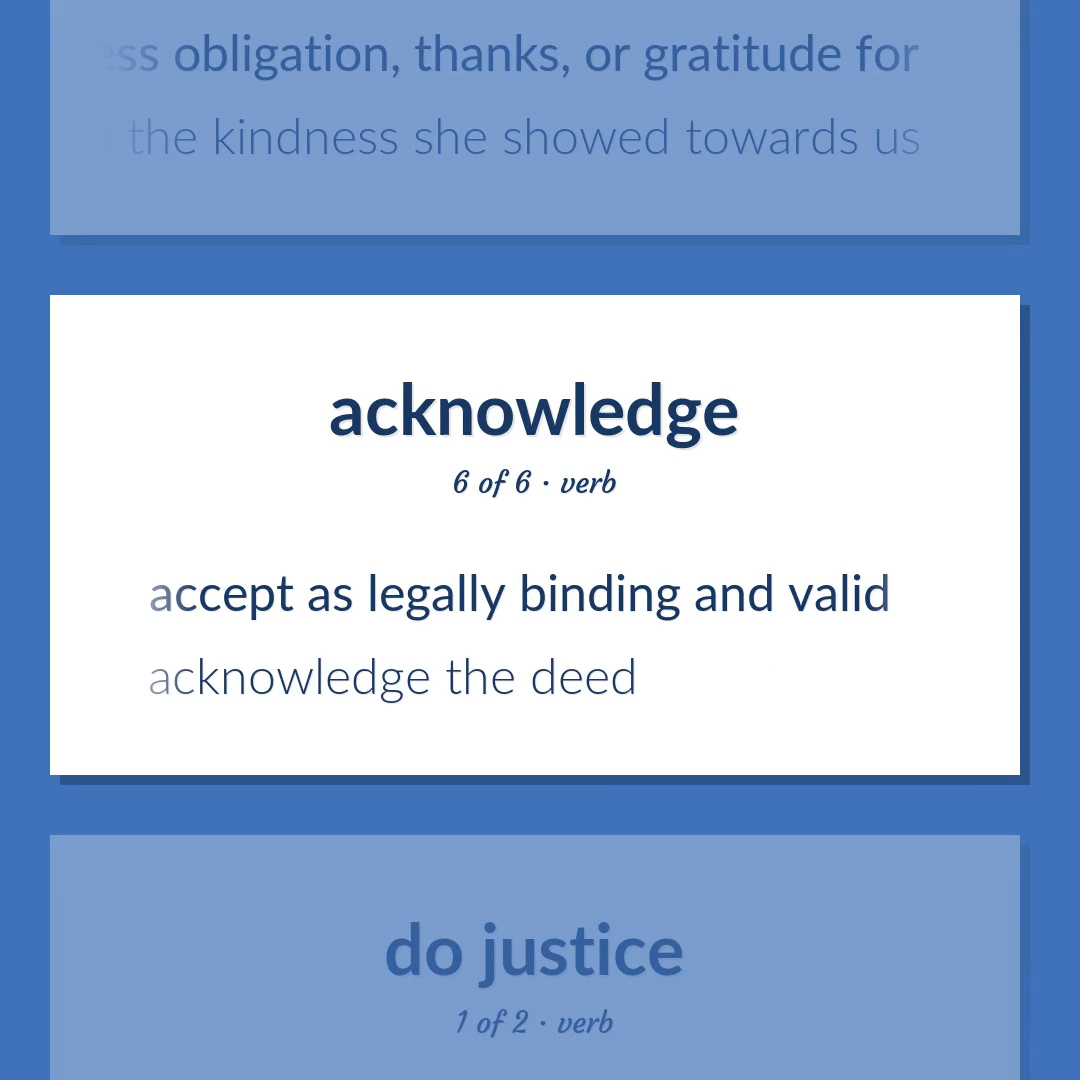 obligation, thanks, or gratitude for
the kindness she showed towards us
acknowledge
6 of 6 · verb
accept as legally binding and valid
acknowledge the deed
do justice
1 of 2 · verb